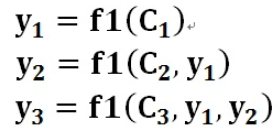 y₁ = f1(C₁)↵
y₂ = f1(C₂, y₁)
y₃ = f1(C₃, y₁, y₂)